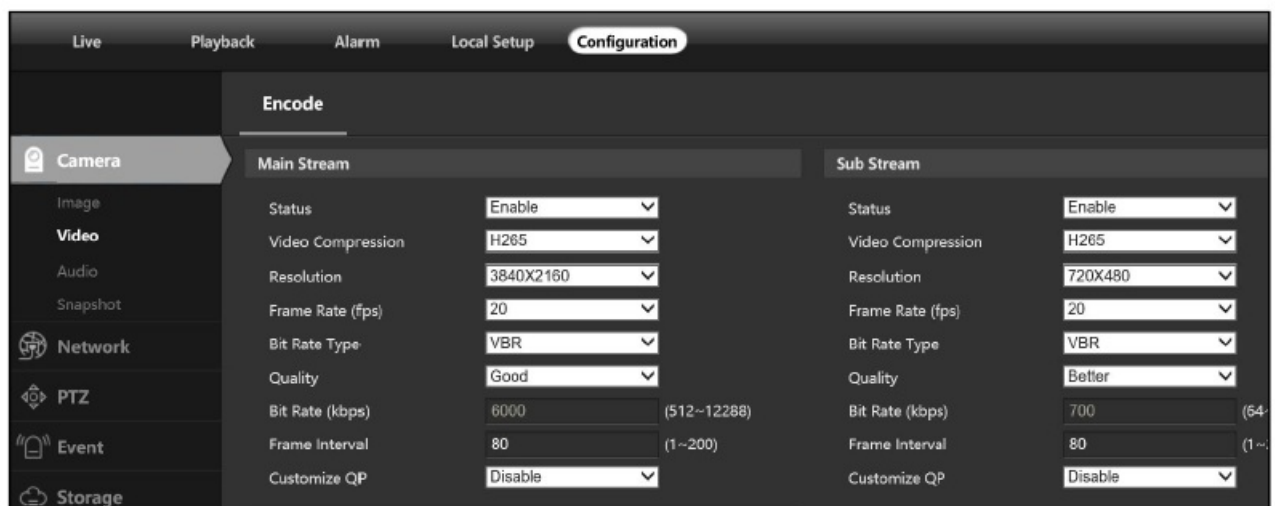 Live Playback Alarm Local Setup Configuration
Encode
Camera
Image
Video
Audio
Snapshot
Network
PTZ
Event
Storage
Main Stream
Status Enable
Video Compression H265
Resolution 3840X2160
Frame Rate (fps) 20
Bit Rate Type VBR
Quality Good
Bit Rate (kbps) 6000 (512~12288)
Frame Interval 80 (1~200)
Customize QP Disable
Sub Stream
Status Enable
Video Compression H265
Resolution 720X480
Frame Rate (fps) 20
Bit Rate Type VBR
Quality Better
Bit Rate (kbps) 700 (64
Frame Interval 80 (1~
Customize QP Disable